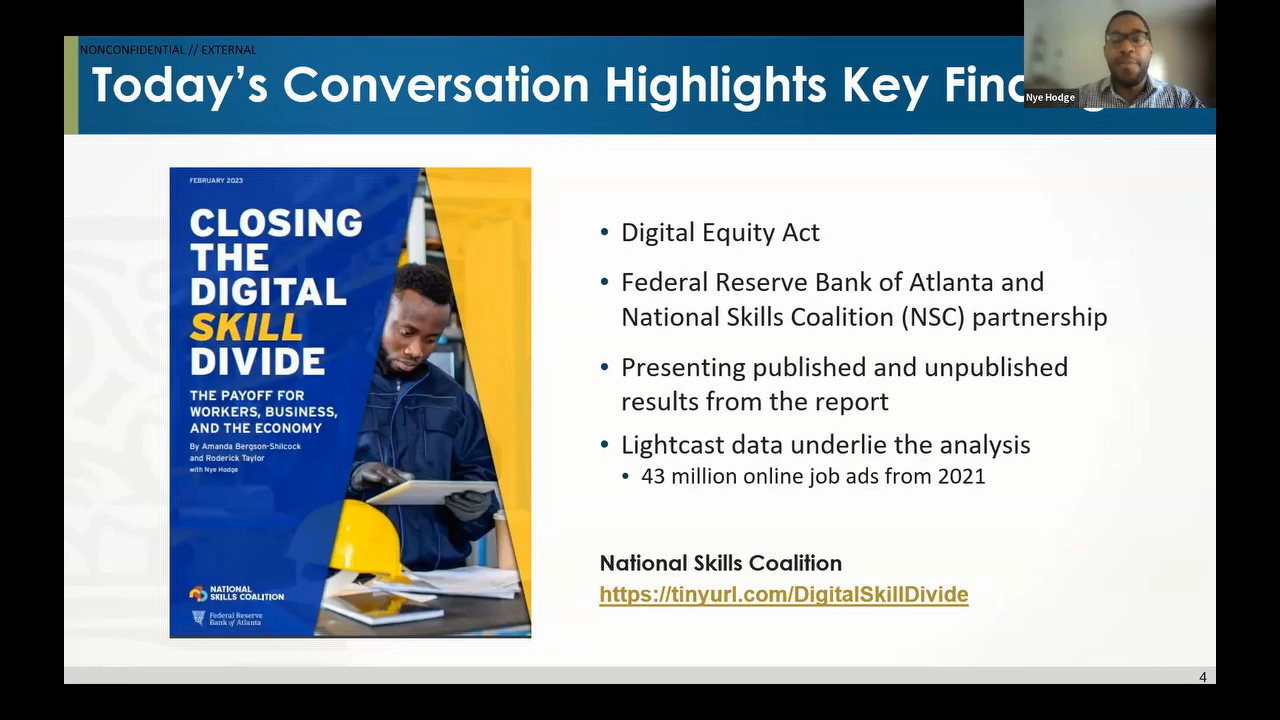 NONCONFIDENTIAL // EXTERNAL
Today's Conversation Highlights Key
Nye Hodge
FEBRUARY 2023
CLOSING
THE
DIGITAL
SKILL
DIVIDE
THE PAYOFF FOR
WORKERS, BUSINESS,
AND THE ECONOMY
By Amanda Bergson-Shilcock
and Roderick Taylor
with Nye Hodge
NATIONAL
SKILLS COALITION
Federal Reserve
Bank of Atlanta
• Digital Equity Act
• Federal Reserve Bank of Atlanta and
National Skills Coalition (NSC) partnership
• Presenting published and unpublished
results from the report
• Lightcast data underlie the analysis
• 43 million online job ads from 2021
National Skills Coalition
https://tinyurl.com/DigitalSkillDivide
4